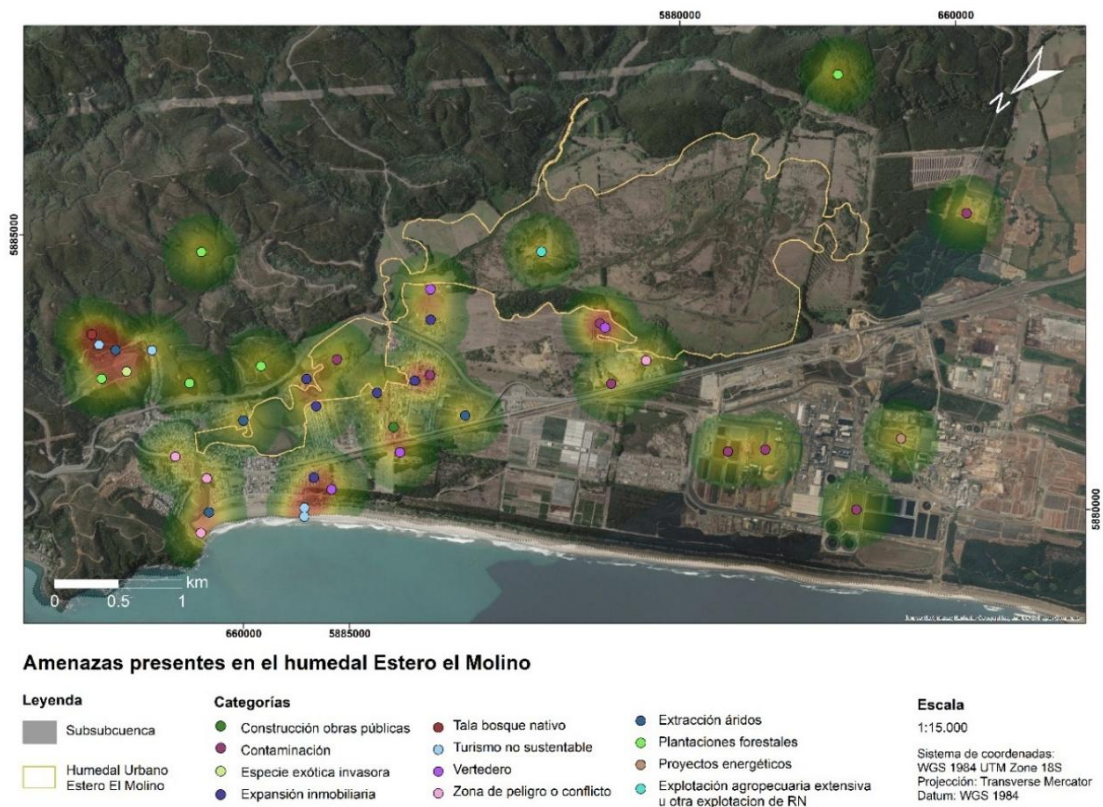 5880000
660000
5885000
N
5880000
km
0 0.5 1
660000
5885000
Amenazas presentes en el humedal Estero el Molino
Leyenda
Subsubcuenca
Humedal Urbano
Estero El Molino
Categorías
Construcción obras públicas
Contaminación
Especie exótica invasora
Expansión inmobiliaria
Tala bosque nativo
Turismo no sustentable
Vertedero
Zona de peligro o conflicto
Extracción áridos
Plantaciones forestales
Proyectos energéticos
Explotación agropecuaria extensiva
u otra explotacion de RN
Escala
1:15.000
Sistema de coordenadas:
WGS 1984 UTM Zone 18S
Projección: Transverse Mercator
Datum: WGS 1984